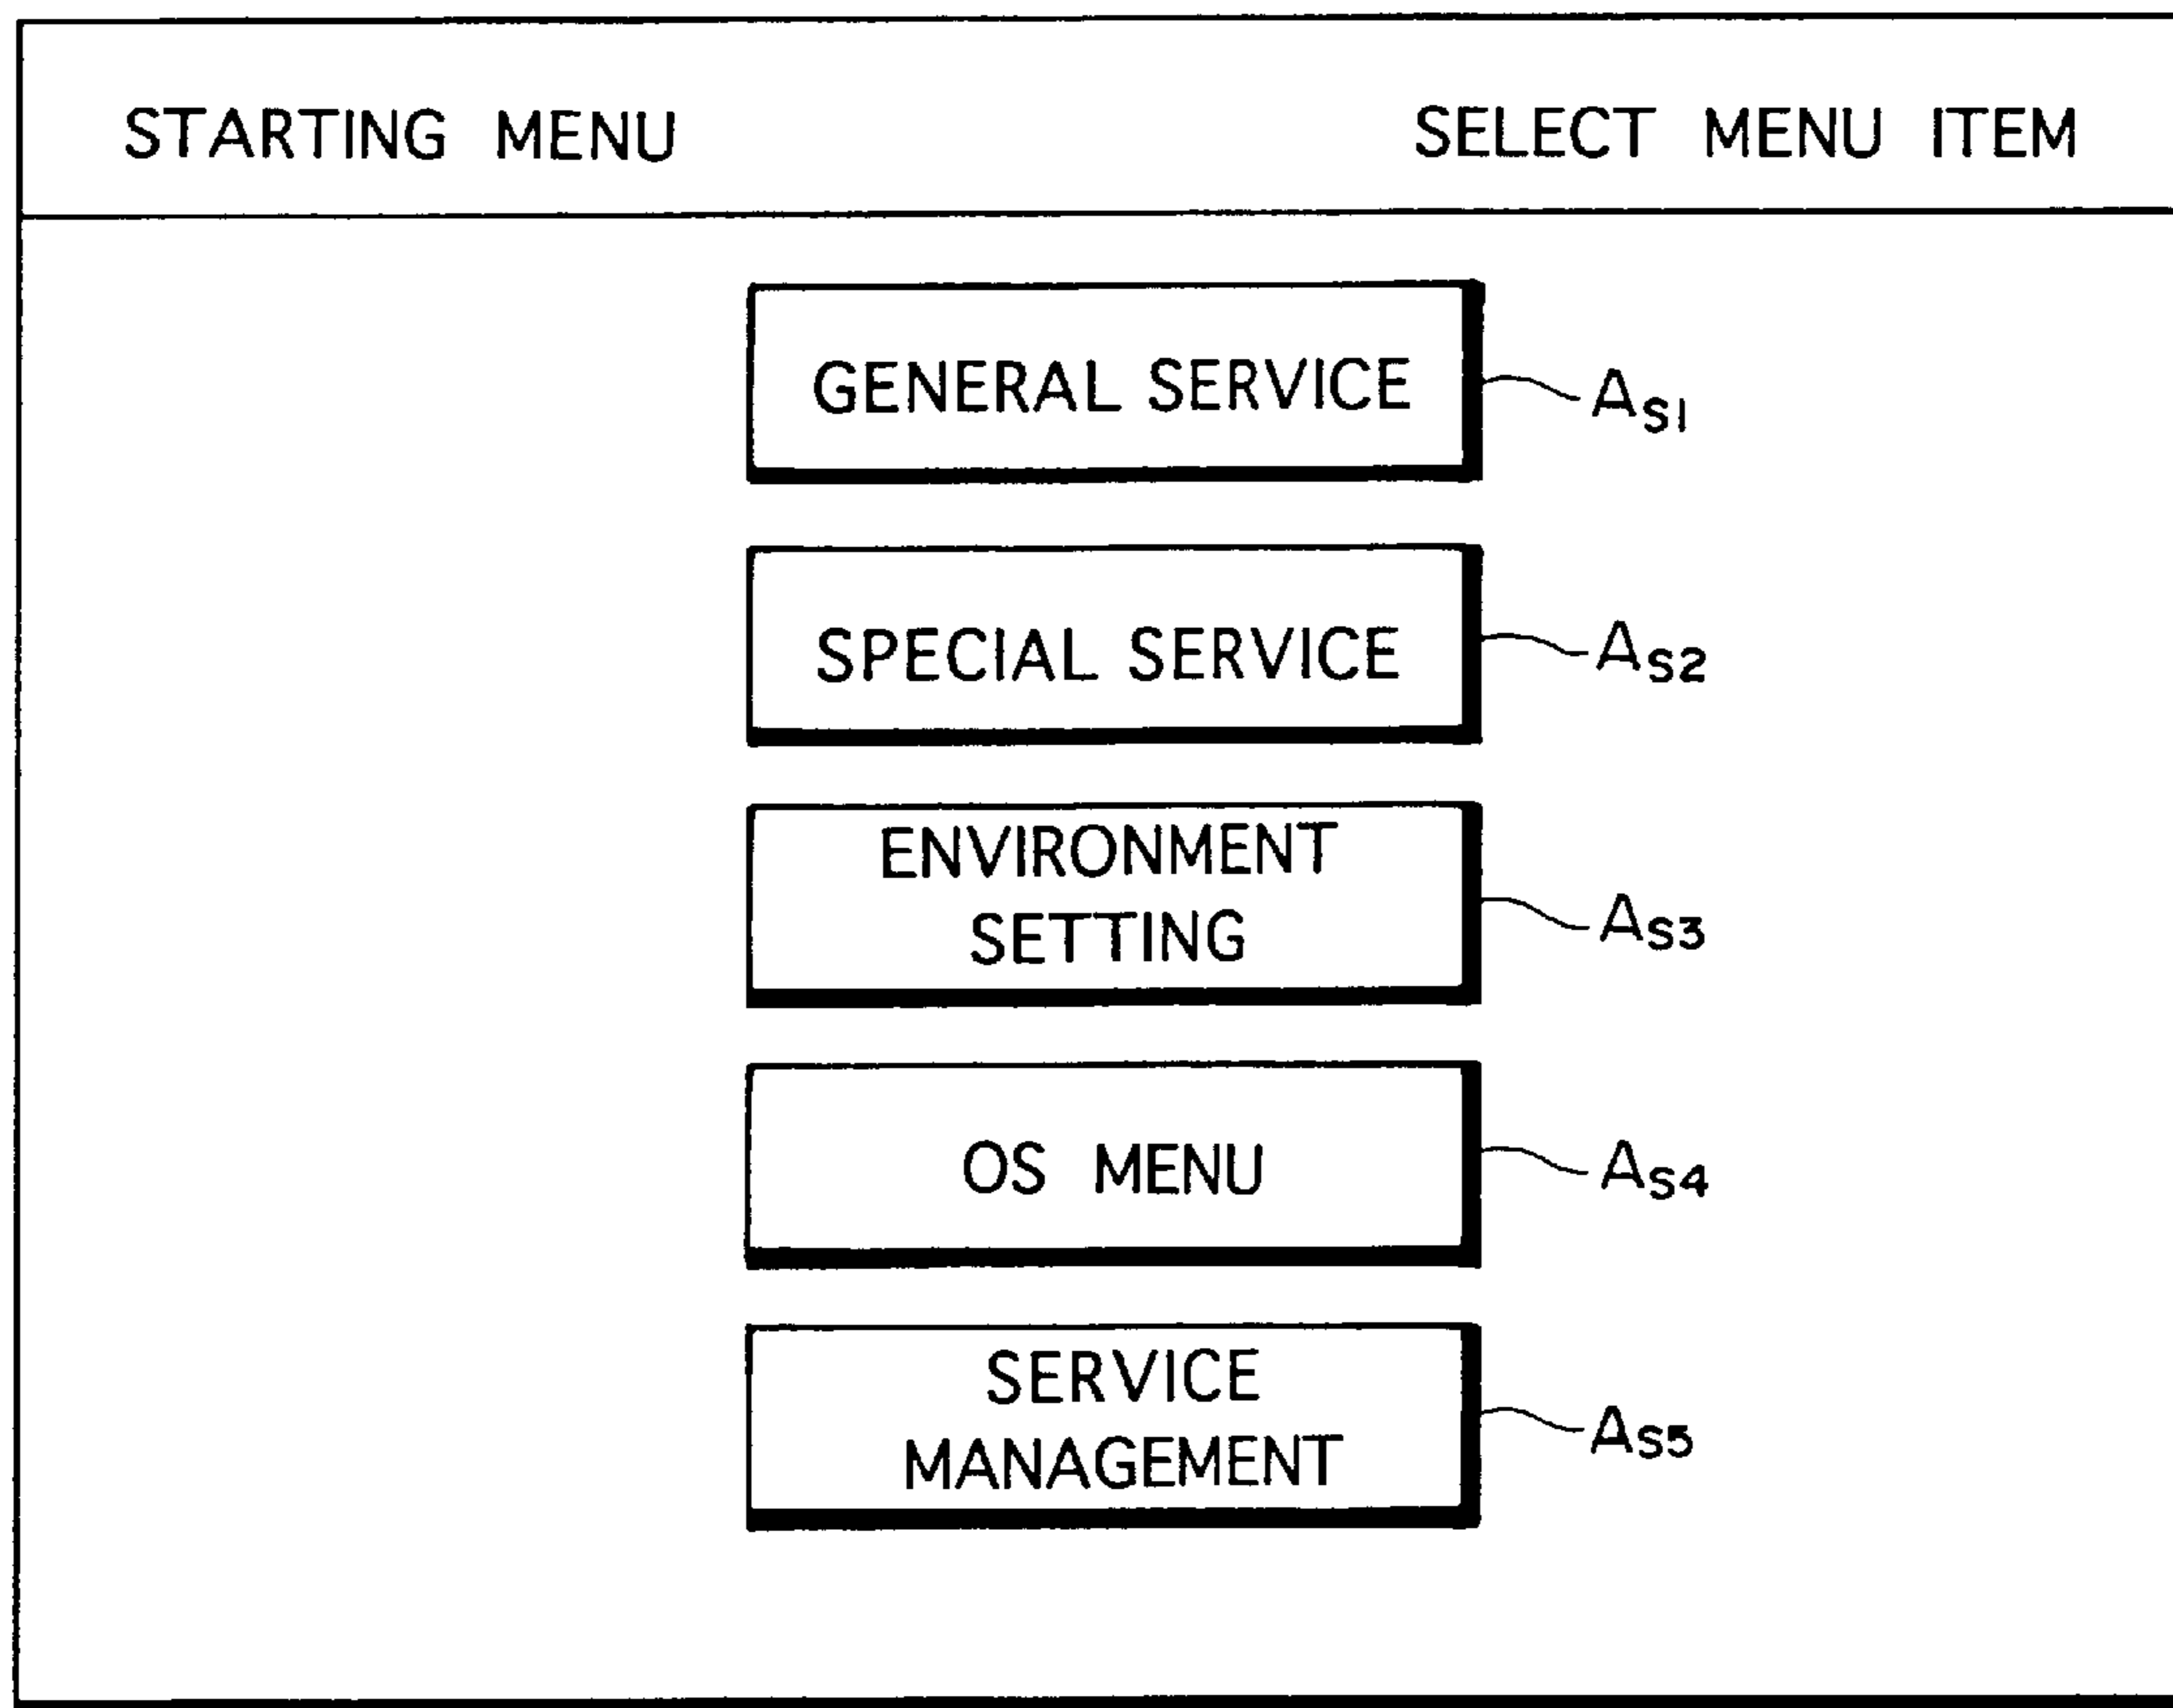 STARTING MENU
SELECT MENU ITEM
GENERAL SERVICE
AS1
SPECIAL SERVICE
AS2
ENVIRONMENT
SETTING
AS3
OS MENU
AS4
SERVICE
MANAGEMENT
AS5